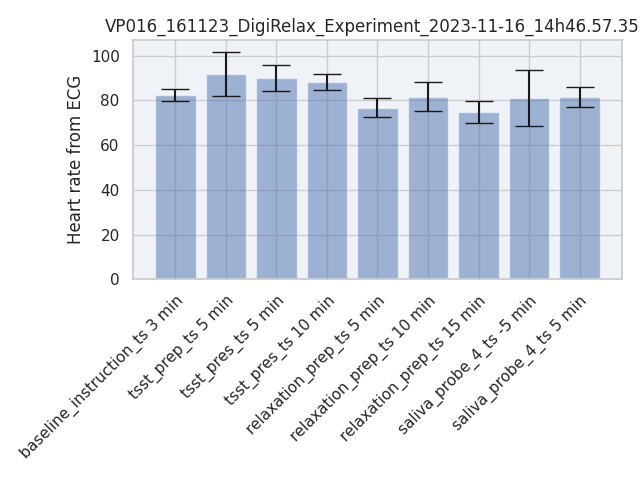 VP016_161123_DigiRelax_Experiment_2023-11-16_14h46.57.35
Heart rate from ECG
100
80
60
40
20
0
baseline_instruction_ts 3 min
tsst_prep_ts 5 min
tsst_pres_ts 5 min
tsst_pres_ts 10 min
relaxation_prep_ts 5 min
relaxation_prep_ts 10 min
relaxation_prep_ts 15 min
saliva_probe_4_ts -5 min
saliva_probe_4_ts 5 min